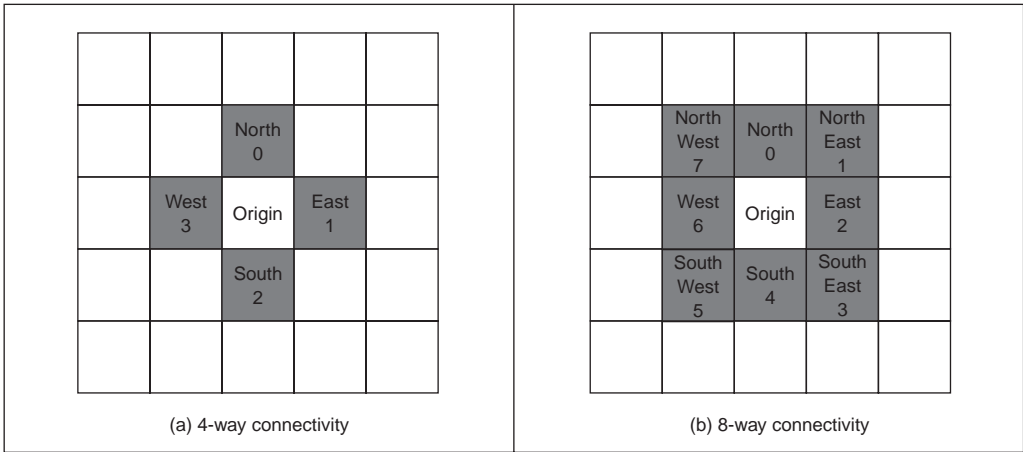 North
0
West
3
Origin
East
1
South
2
(a) 4-way connectivity
North
West
7
North
0
North
East
1
West
6
Origin
East
2
South
West
5
South
4
South
East
3
(b) 8-way connectivity